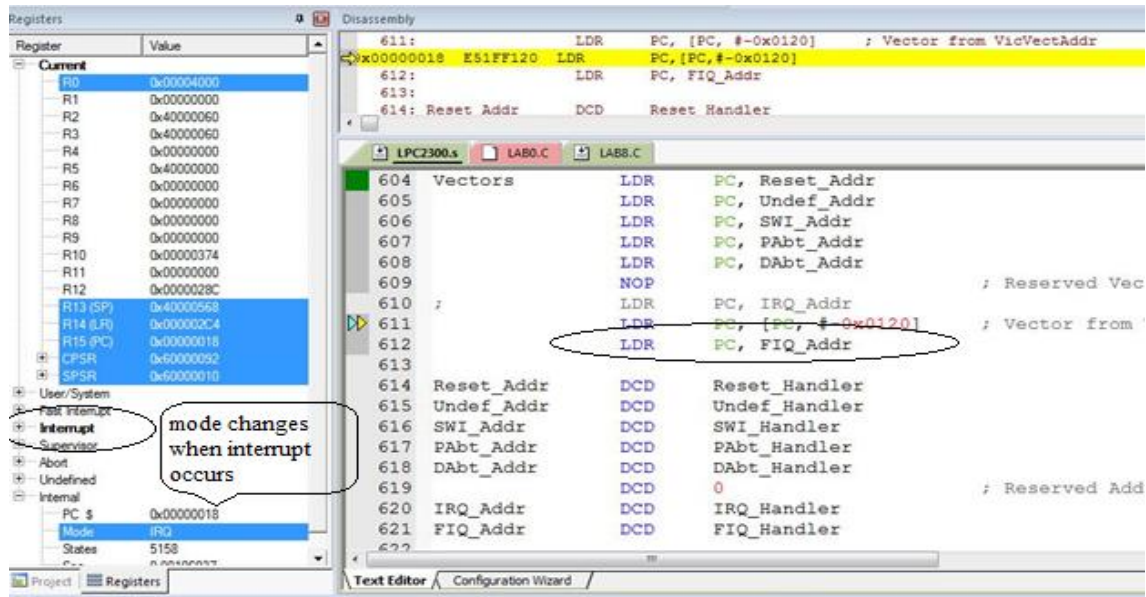 Registers
Register Value
Current
R0 0x00004000
R1 0x00000000
R2 0x40000060
R3 0x40000060
R4 0x00000000
R5 0x40000000
R6 0x00000000
R7 0x00000000
R8 0x00000000
R9 0x00000000
R10 0x00000374
R11 0x00000000
R12 0x0000028C
R13 (SP) 0x40000568
R14 (LR) 0x000002C4
R15 (PC) 0x00000018
CPSR 0x60000092
SPSR 0x60000010
User/System
Fast Interrupt
Interrupt
Supervisor
Abort
Undefined
Internal
PC $ 0x00000018
Mode IRQ
States 5158
mode changes
when interrupt
occurs
Project Registers
Disassembly
611: LDR PC, [PC, #-0x0120] ; Vector from VicVectAddr
x00000018 E51FF120 LDR PC,[PC,#-0x0120]
612: LDR PC, FIQ_Addr
613:
614: Reset_Addr DCD Reset_Handler
LPC2300.s LAB0.C LAB8.C
604 Vectors LDR PC, Reset_Addr
605 LDR PC, Undef_Addr
606 LDR PC, SWI_Addr
607 LDR PC, PAbt_Addr
608 LDR PC, DAbt_Addr
609 NOP ; Reserved Vec
610 ; LDR PC, IRQ_Addr
611 LDR PC, [PC, #-0x0120] ; Vector from
612 LDR PC, FIQ_Addr
613
614 Reset_Addr DCD Reset_Handler
615 Undef_Addr DCD Undef_Handler
616 SWI_Addr DCD SWI_Handler
617 PAbt_Addr DCD PAbt_Handler
618 DAbt_Addr DCD DAbt_Handler
619 DCD 0 ; Reserved Add
620 IRQ_Addr DCD IRQ_Handler
621 FIQ_Addr DCD FIQ_Handler
622
Text Editor Configuration Wizard